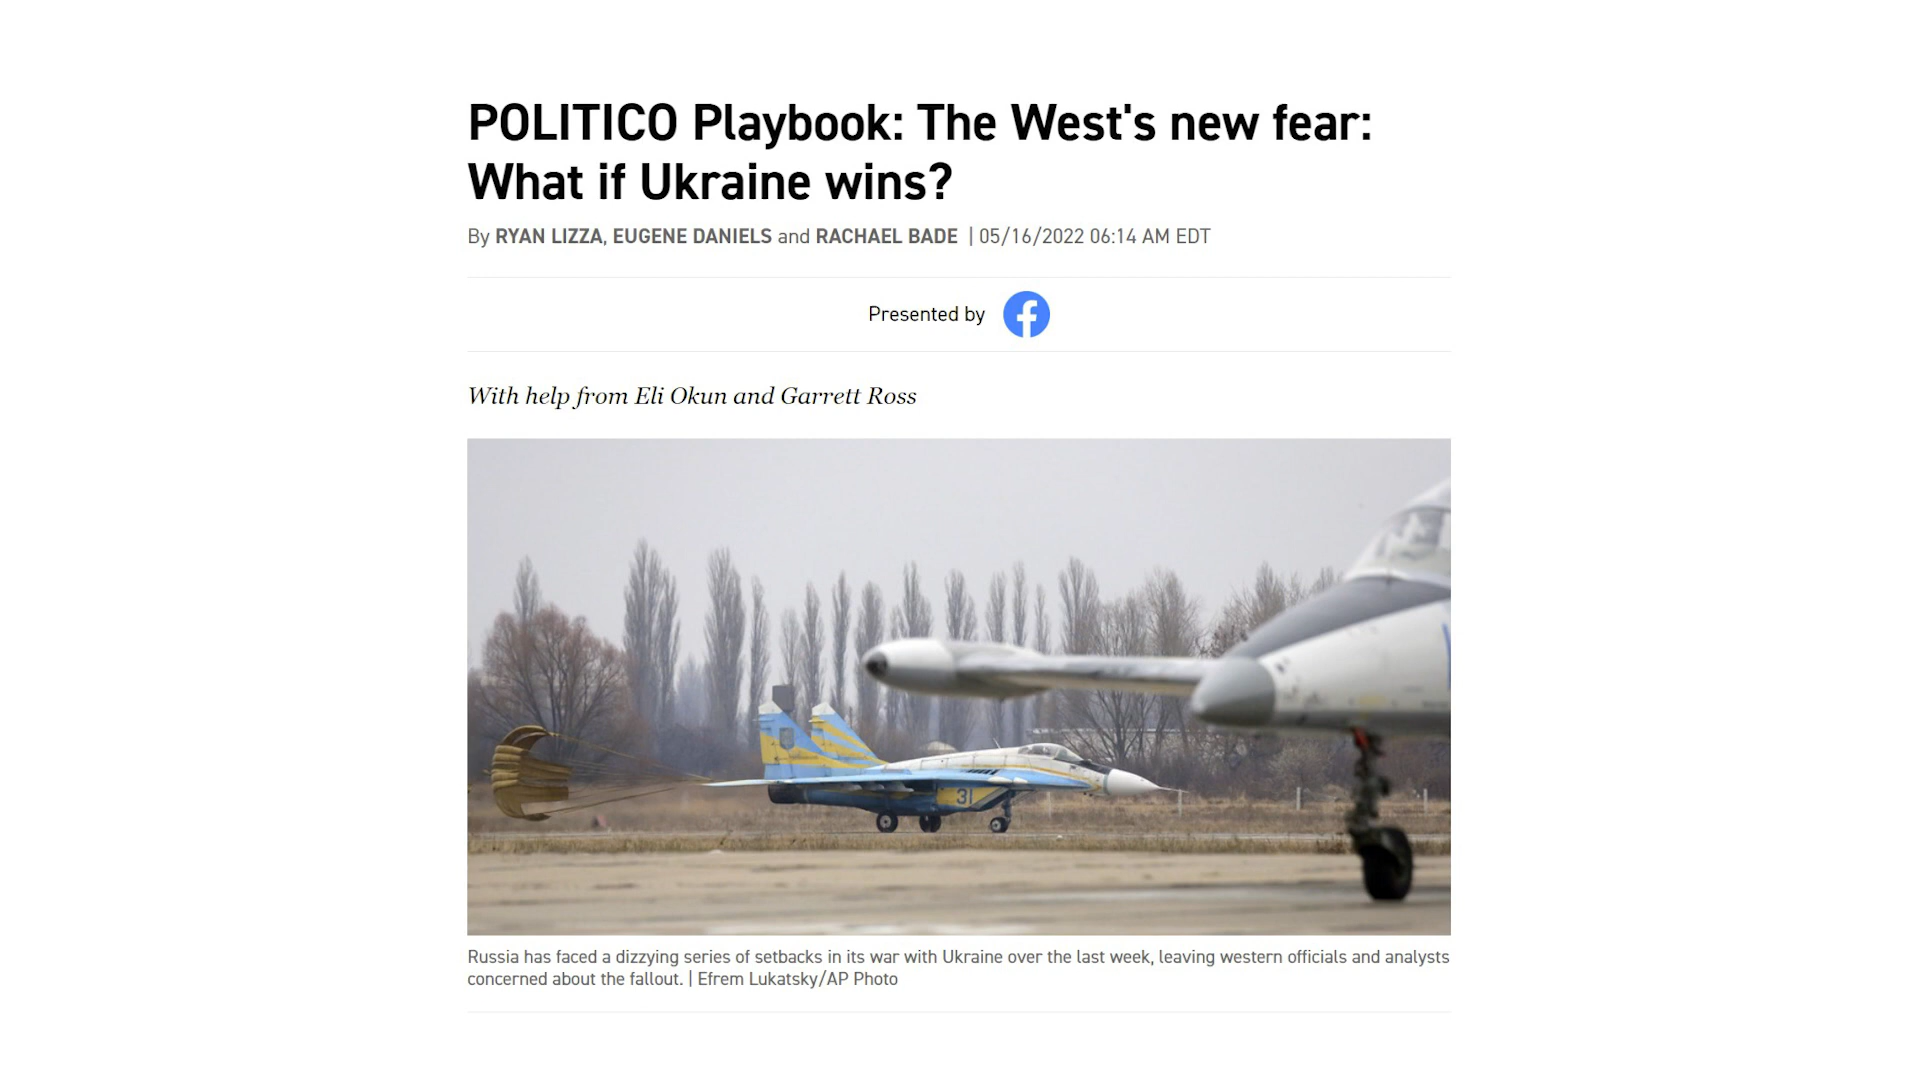 POLITICO Playbook: The West's new fear:
What if Ukraine wins?
By RYAN LIZZA, EUGENE DANIELS and RACHAEL BADE | 05/16/2022 06:14 AM EDT
Presented by
With help from Eli Okun and Garrett Ross
31
Russia has faced a dizzying series of setbacks in its war with Ukraine over the last week, leaving western officials and analysts
concerned about the fallout. | Efrem Lukatsky/AP Photo